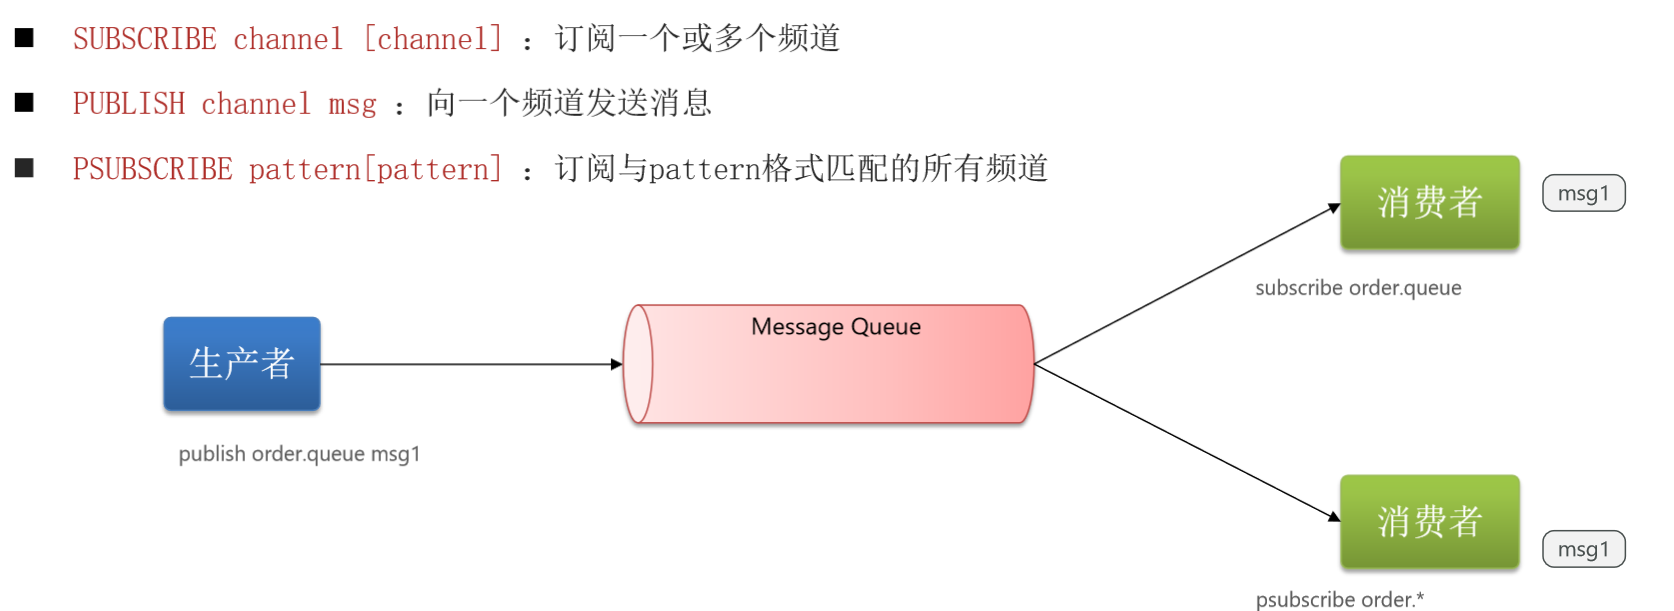 SUBSCRIBE channel [channel] ：订阅一个或多个频道
PUBLISH channel msg ：向一个频道发送消息
PSUBSCRIBE pattern[pattern] ：订阅与pattern格式匹配的所有频道
消费者
msg1
subscribe order.queue
Message Queue
生产者
publish order.queue msg1
消费者
msg1
psubscribe order.*